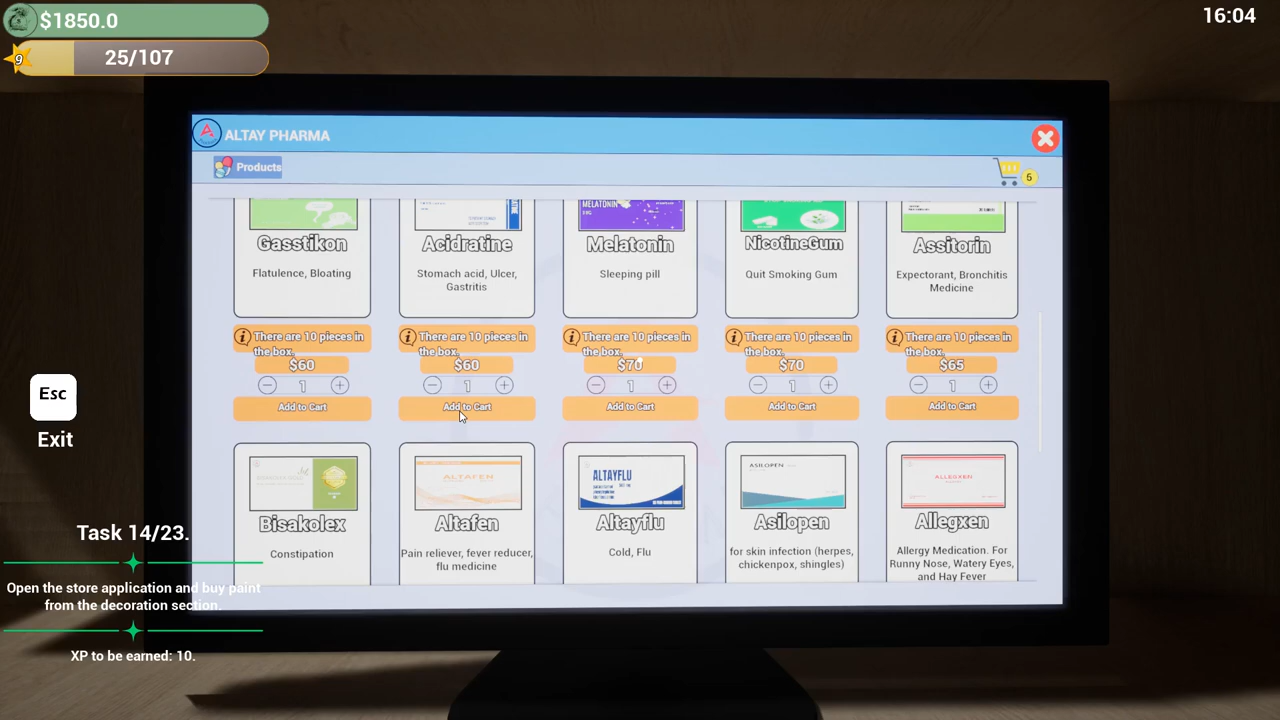 $1850.0
16:04
9
25/107
ALTAY PHARMA
Products
5
MELATONIN
Gasstikon
Acidratine
Melatonin
NicotineGum
Assitorin
Flatulence, Bloating
Stomach acid, Ulcer,
Gastritis
Sleeping pill
Quit Smoking Gum
Expectorant, Bronchitis
Medicine
There are 10 pieces in
the box.
There are 10 pieces in
the box.
There are 10 pieces in
the box.
There are 10 pieces in
the box.
There are 10 pieces in
the box.
$60
$60
$70
$70
$65
1
1
1
1
1
Add to Cart
Add to Cart
Add to Cart
Add to Cart
Add to Cart
Esc
Exit
ALTAFEN
ALTAYFLU
ASILOPEN
ALLEGXEN
Bisakolex
Altafen
Altayflu
Asilopen
Allegxen
Constipation
Pain reliever, fever reducer,
flu medicine
Cold, Flu
for skin infection (herpes,
chickenpox, shingles)
Allergy Medication. For
Runny Nose, Watery Eyes,
and Hay Fever
Task 14/23.
Open the store application and buy paint
from the decoration section.
XP to be earned: 10.